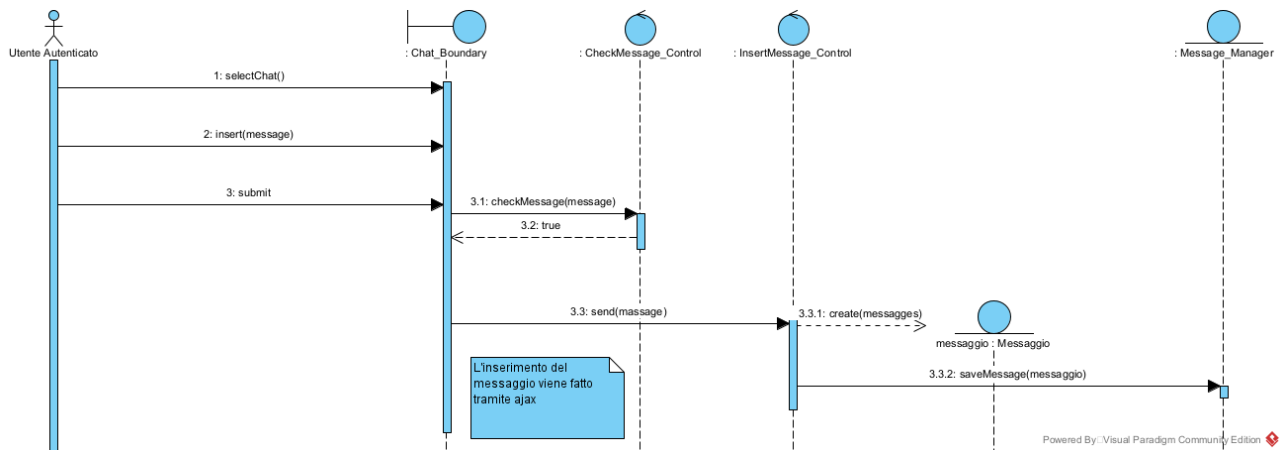 Utente Autenticato
: Chat_Boundary
: CheckMessage_Control
: InsertMessage_Control
: Message_Manager
1: selectChat()
2: insert(message)
3: submit
3.1: checkMessage(message)
3.2: true
3.3: send(massage)
3.3.1: create(messagges)
messaggio : Messaggio
L'inserimento del
messaggio viene fatto
tramite ajax
3.3.2: saveMessage(messaggio)
Powered By Visual Paradigm Community Edition